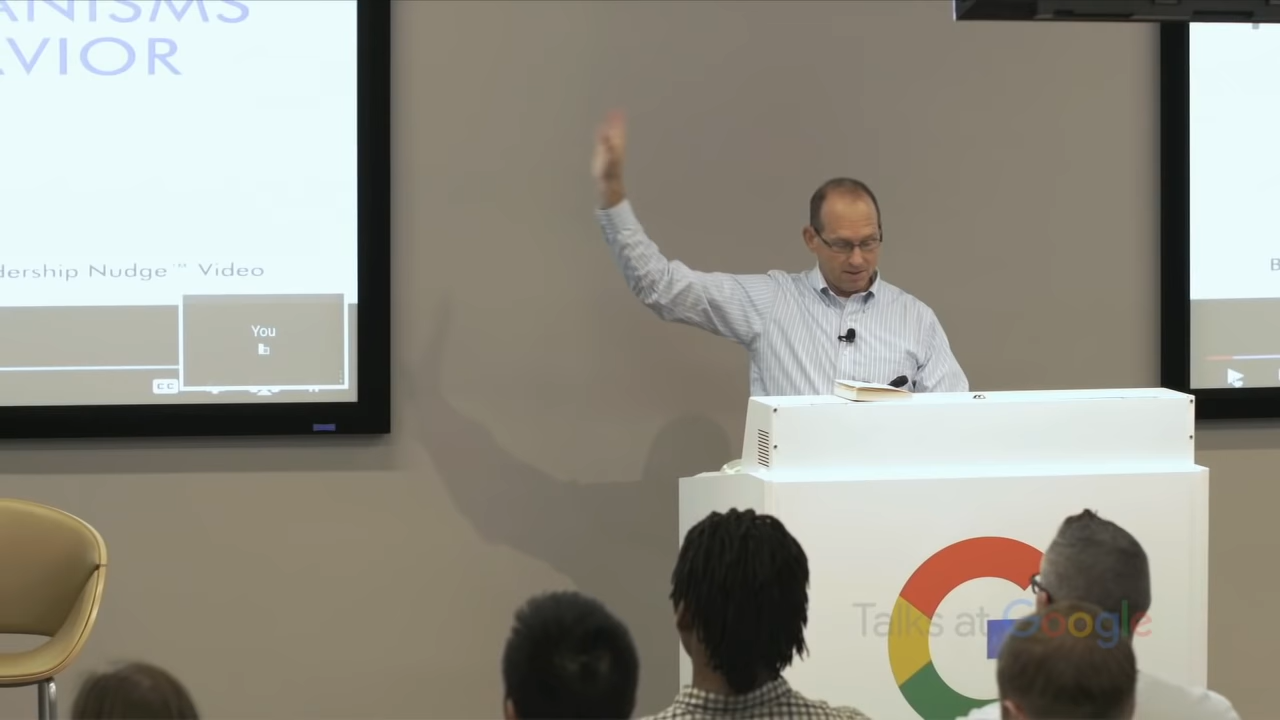 ANISMS
AVIOR
dership Nudge™ Video
You
CC
B
Talks at Google